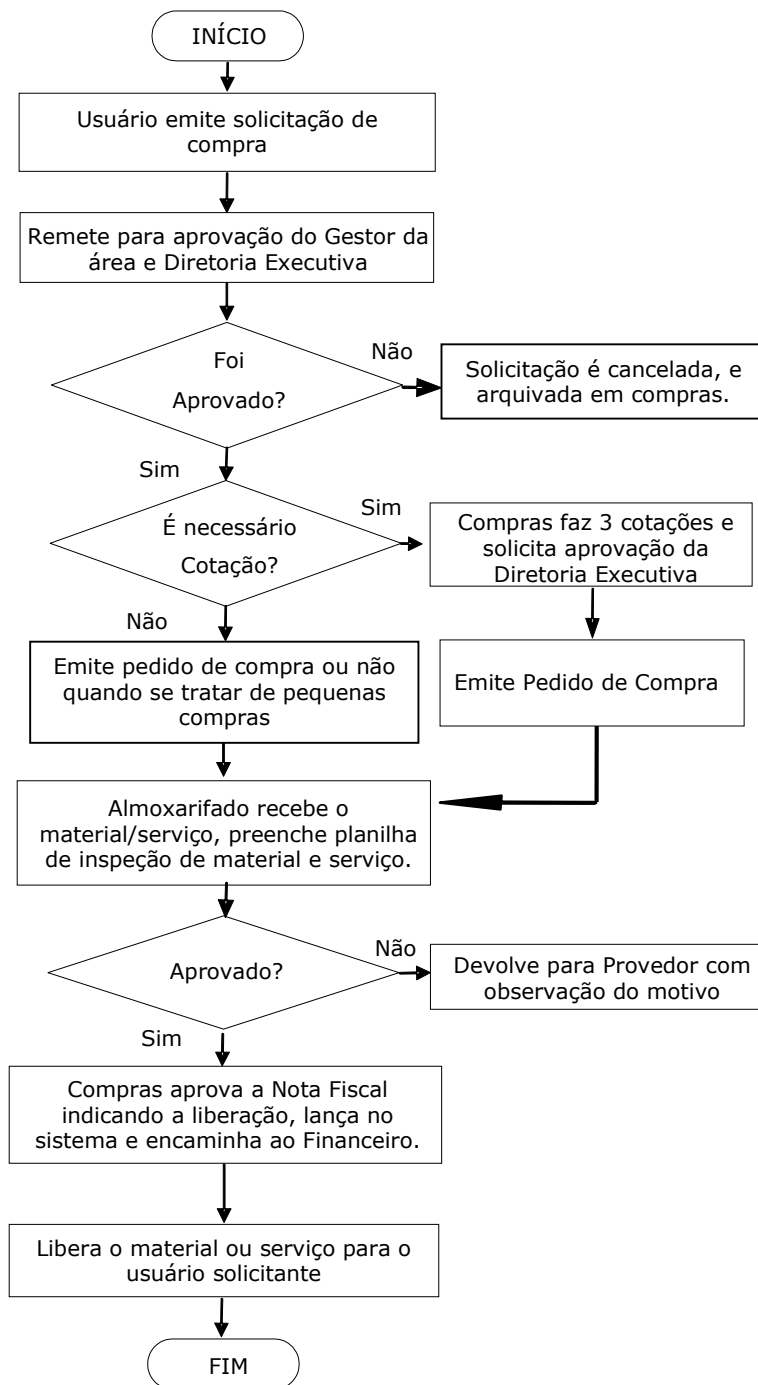 INÍCIO
Usuário emite solicitação de
compra
Remete para aprovação do Gestor da
área e Diretoria Executiva
Foi
Aprovado?
Não
Solicitação é cancelada, e
arquivada em compras.
Sim
É necessário
Cotação?
Sim
Compras faz 3 cotações e
solicita aprovação da
Diretoria Executiva
Não
Emite pedido de compra ou não
quando se tratar de pequenas
compras
Emite Pedido de Compra
Almoxarifado recebe o
material/serviço, preenche planilha
de inspeção de material e serviço.
Aprovado?
Não
Devolve para Provedor com
observação do motivo
Sim
Compras aprova a Nota Fiscal
indicando a liberação, lança no
sistema e encaminha ao Financeiro.
Libera o material ou serviço para o
usuário solicitante
FIM